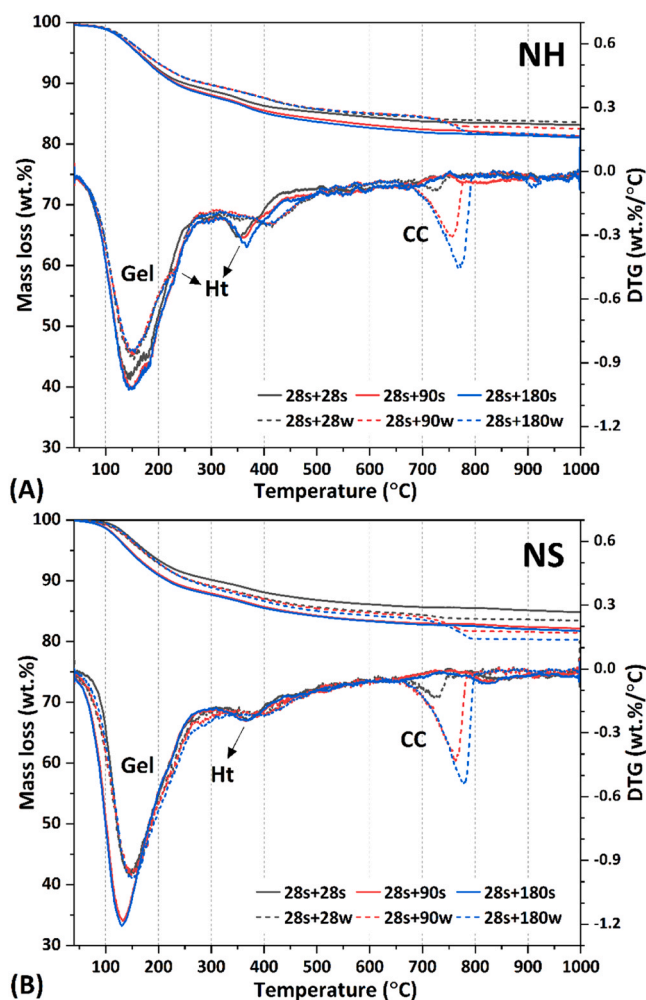 100
90
80
70
60
50
40
30
Mass loss (wt.%)
NH
0.6
0.3
0.0
-0.3
-0.6
-0.9
-1.2
DTG (wt.%/°C)
Gel
Ht
CC
28s+28s 28s+90s 28s+180s
28s+28w 28s+90w 28s+180w
100 200 300 400 500 600 700 800 900 1000
Temperature (°C)
(A)
100
90
80
70
60
50
40
30
Mass loss (wt.%)
NS
0.6
0.3
0.0
-0.3
-0.6
-0.9
-1.2
DTG (wt.%/°C)
Gel
Ht
CC
28s+28s 28s+90s 28s+180s
28s+28w 28s+90w 28s+180w
100 200 300 400 500 600 700 800 900 1000
Temperature (°C)
(B)